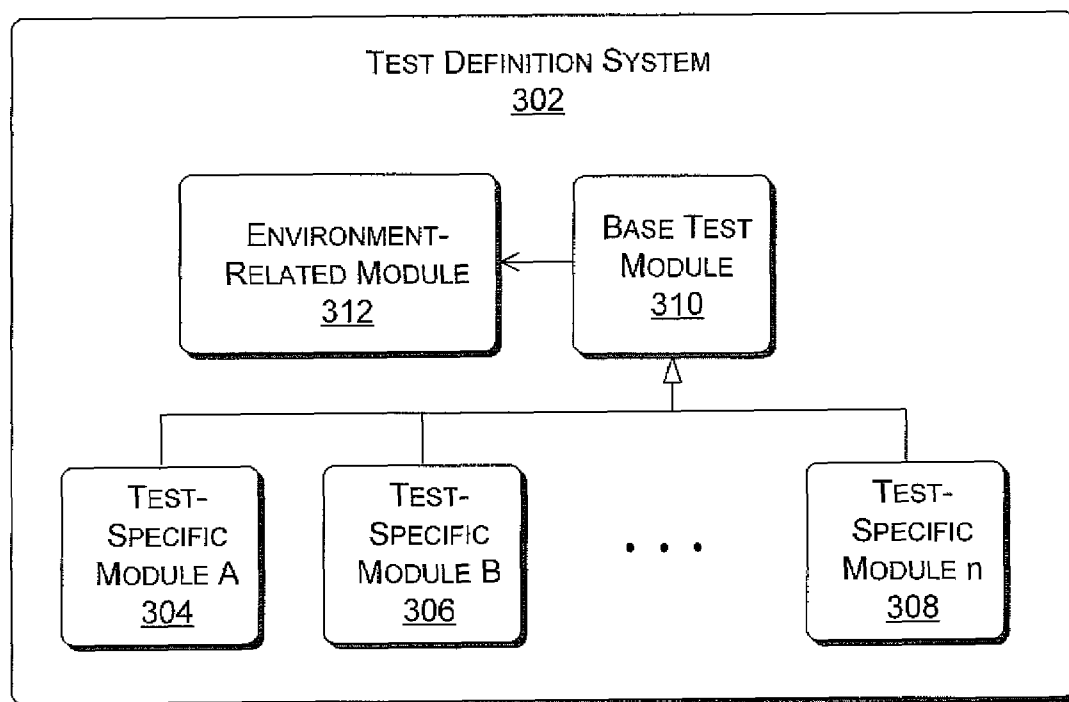 TEST DEFINITION SYSTEM
302
ENVIRONMENT-
RELATED MODULE
312
BASE TEST
MODULE
310
TEST-
SPECIFIC
MODULE A
304
TEST-
SPECIFIC
MODULE B
306
• • •
TEST-
SPECIFIC
MODULE n
308